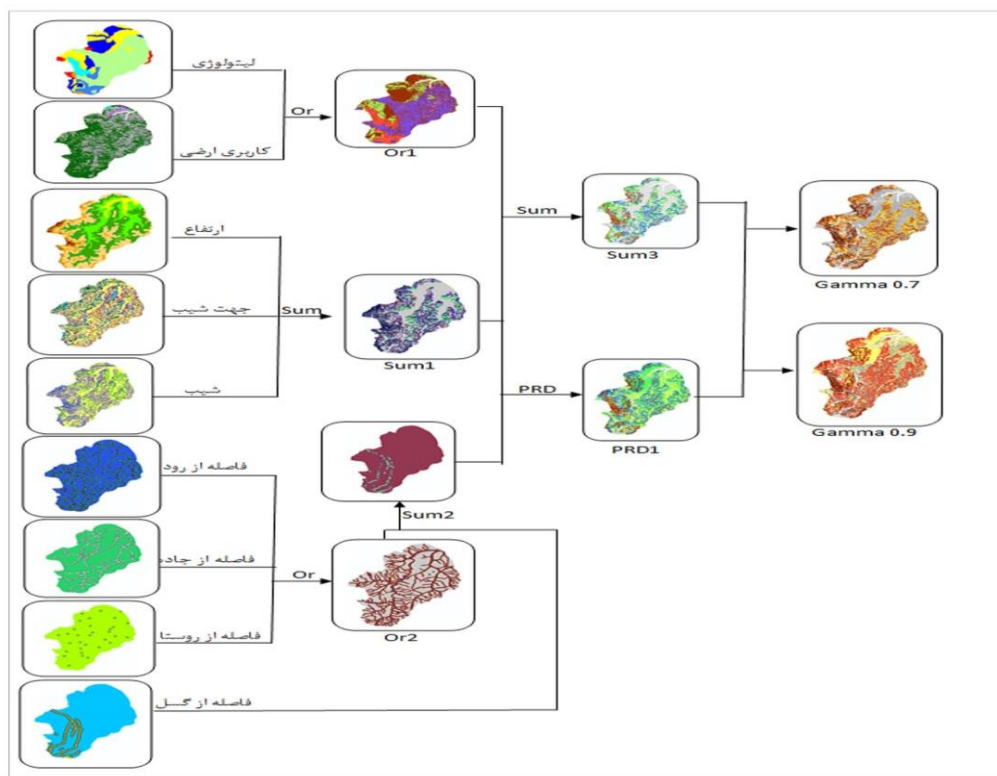 لیتولوژی
Or
Or1
کاربری ارضی
ارتفاع
Sum
Sum3
Gamma 0.7
جهت شیب
Sum
Sum1
شیب
PRD
PRD1
Gamma 0.9
فاصله از رود
Sum2
فاصله از جاده
Or
Or2
فاصله از روستا
فاصله از گسل